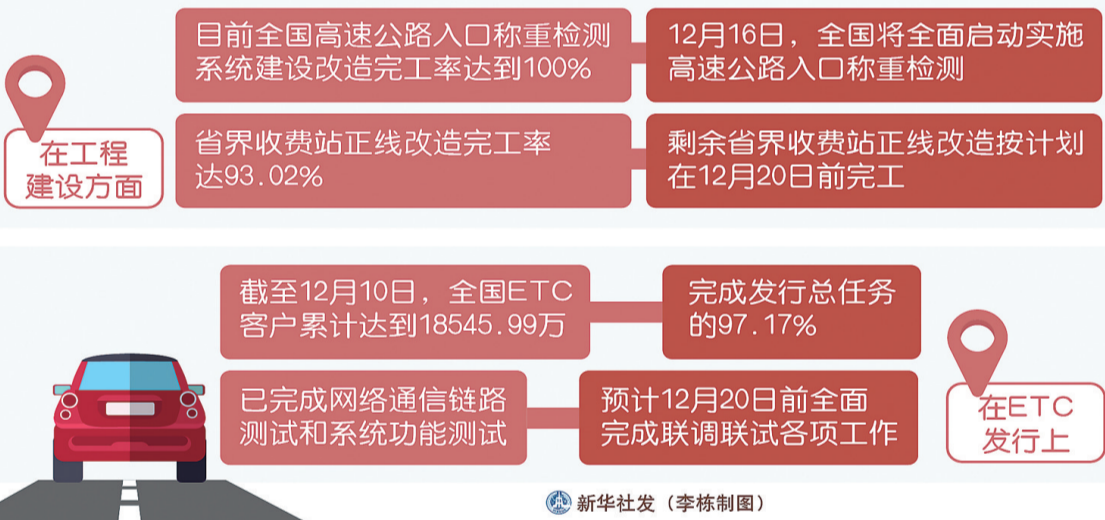 在工程
建设方面
目前全国高速公路入口称重检测
系统建设改造完工率达到100%
12月16日，全国将全面启动实施
高速公路入口称重检测
省界收费站正线改造完工率
达93.02%
剩余省界收费站正线改造按计划
在12月20日前完工
截至12月10日，全国ETC
客户累计达到18545.99万
完成发行总任务
的97.17%
已完成网络通信链路
测试和系统功能测试
预计12月20日前全面
完成联调联试各项工作
在ETC
发行上
新华社发（李栋制图）